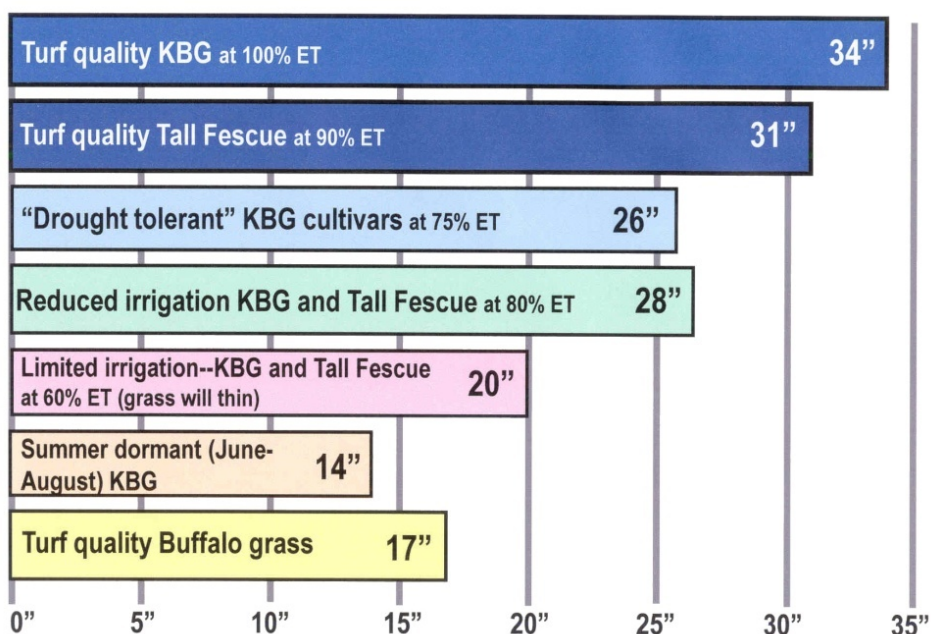 Turf quality KBG at 100% ET 34”
Turf quality Tall Fescue at 90% ET 31”
“Drought tolerant” KBG cultivars at 75% ET 26”
Reduced irrigation KBG and Tall Fescue at 80% ET 28”
Limited irrigation--KBG and Tall Fescue
at 60% ET (grass will thin) 20”
Summer dormant (June-
August) KBG 14”
Turf quality Buffalo grass 17”
0” 5” 10” 15” 20” 25” 30” 35”